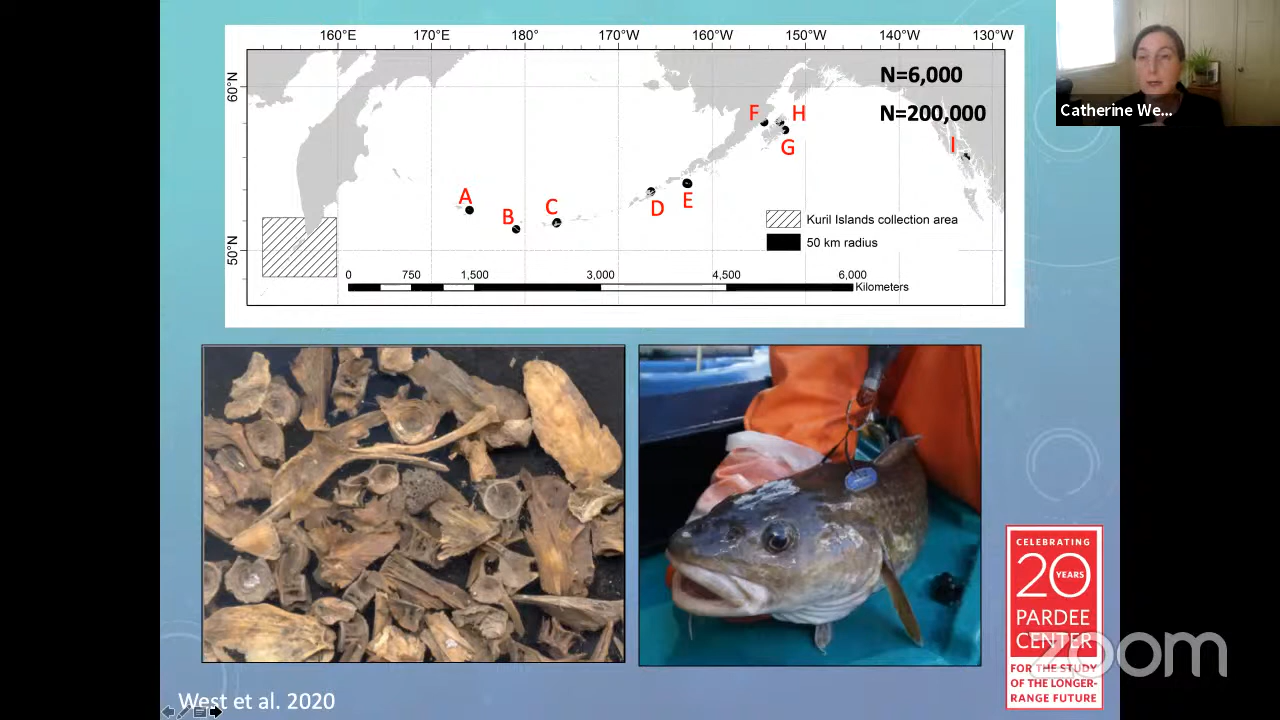 160°E 170°E 180° 170°W 160°W 150°W 140°W 130°W
60°N
50°N
N=6,000
N=200,000
F
H
G
I
A
B
C
D
E
Kuril Islands collection area
50 km radius
0 750 1,500 3,000 4,500 6,000
Kilometers
Catherine We...
CELEBRATING
20
YEARS
PARDEE
CENTER
FOR THE STUDY
OF THE LONGER-
RANGE FUTURE
zoom
West et al. 2020